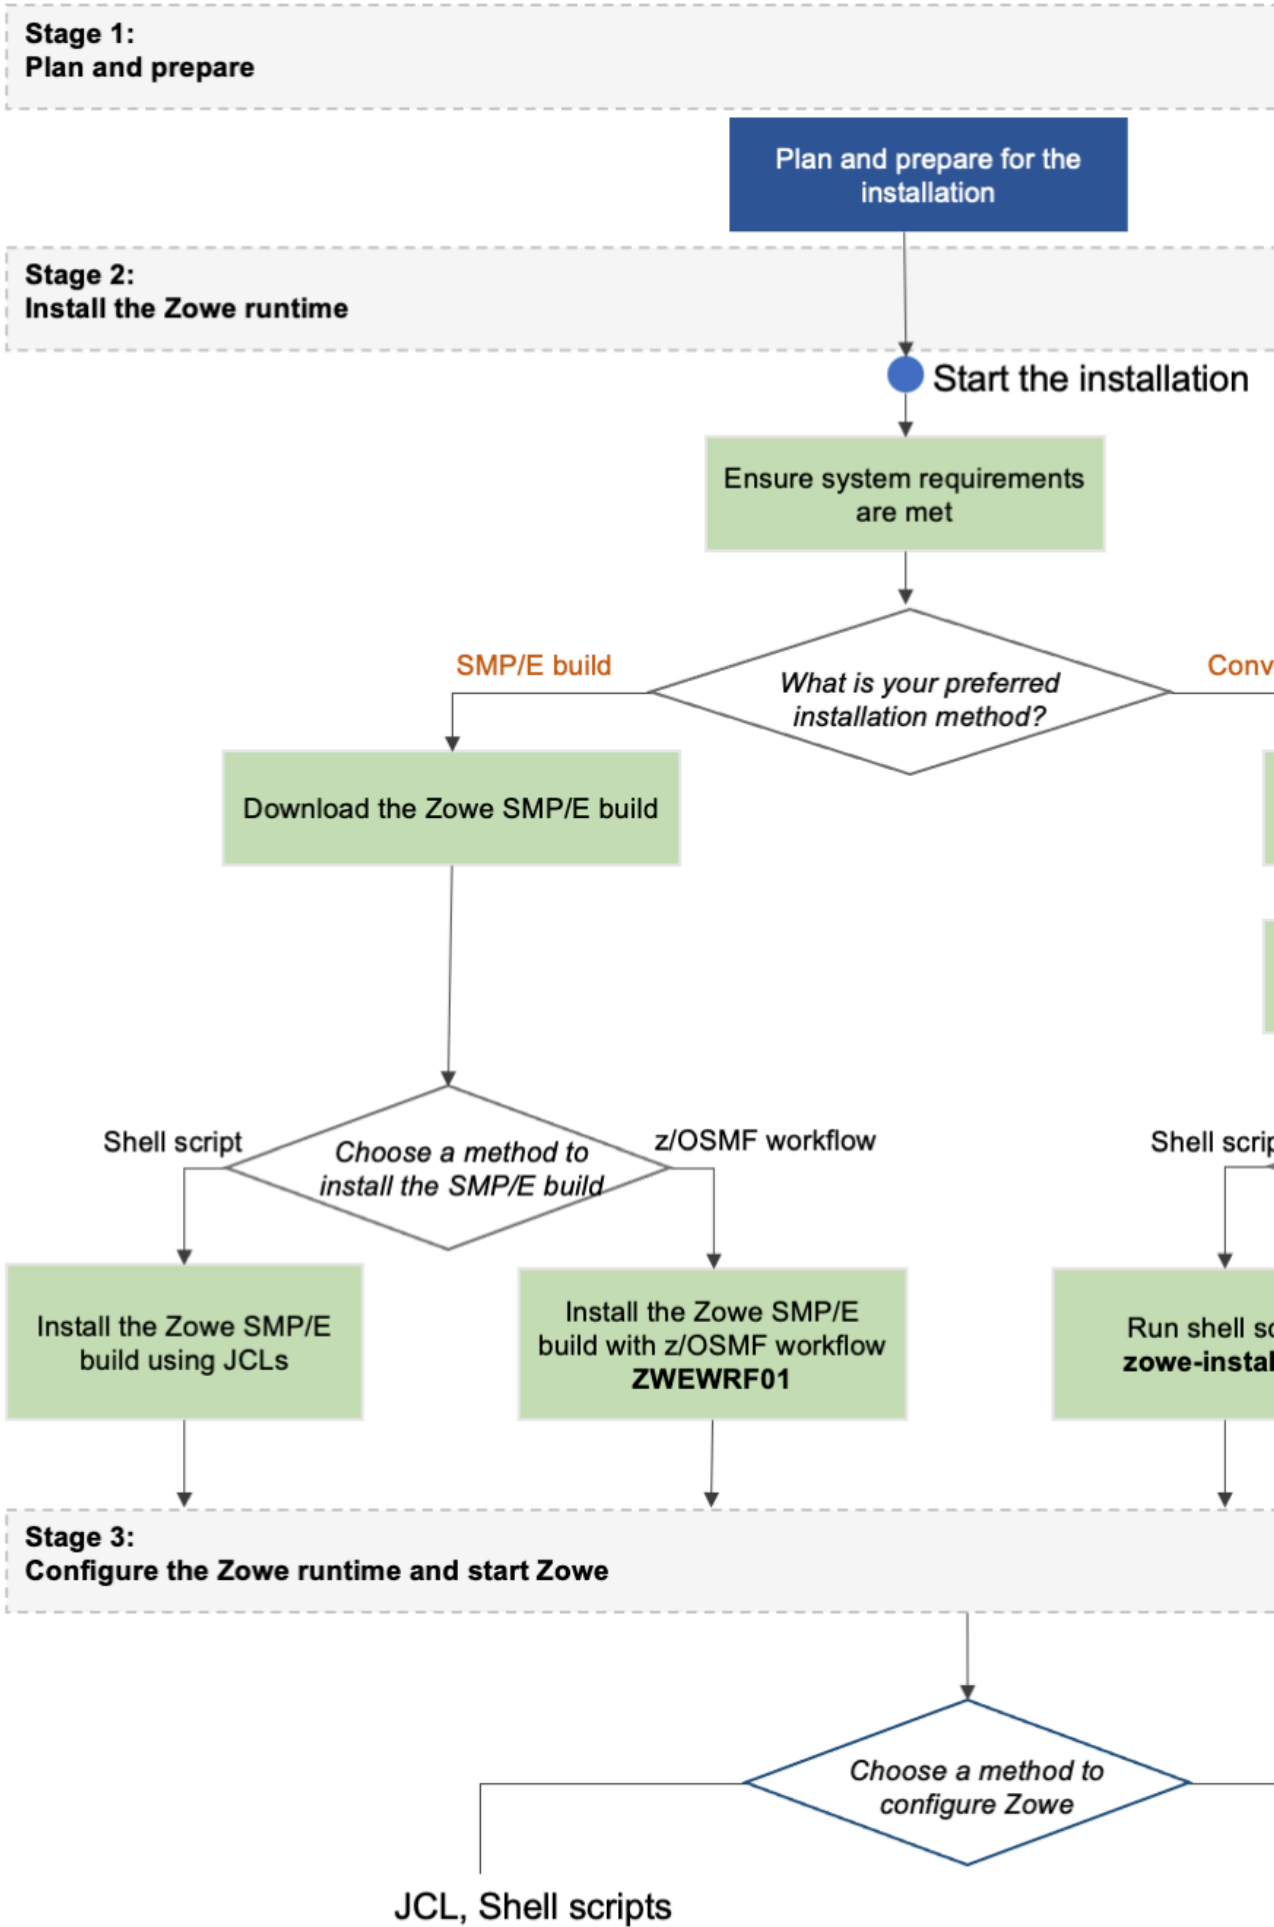 Stage 1:
Plan and prepare
Plan and prepare for the
installation
Stage 2:
Install the Zowe runtime
Start the installation
Ensure system requirements
are met
SMP/E build
What is your preferred
installation method?
Download the Zowe SMP/E build
Shell script
Choose a method to
install the SMP/E build
z/OSMF workflow
Shell
Install the Zowe SMP/E
build using JCLs
Install the Zowe SMP/E
build with z/OSMF workflow
ZWEWRF01
Run shell
Stage 3:
Configure the Zowe runtime and start Zowe
Choose a method to
configure Zowe
JCL, Shell scripts